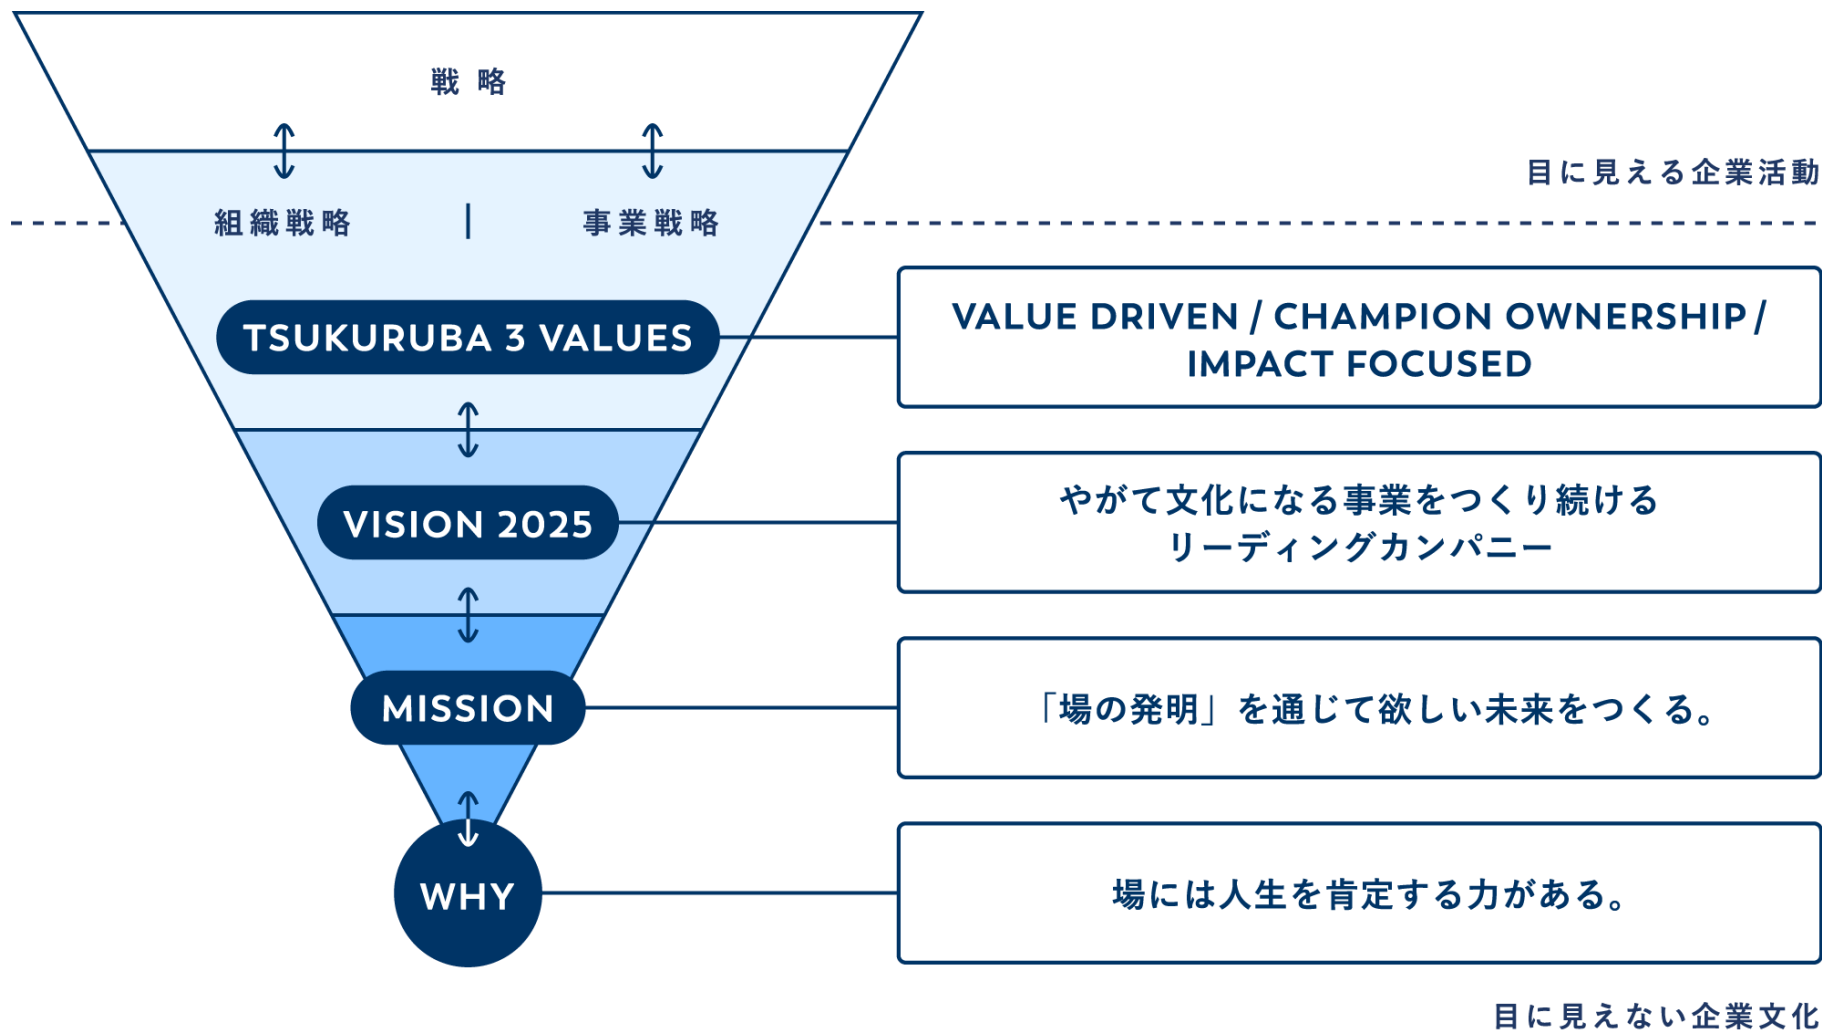 戦略
目に見える企業活動
組織戦略 | 事業戦略
TSUKURUBA 3 VALUES
VALUE DRIVEN / CHAMPION OWNERSHIP /
IMPACT FOCUSED
VISION 2025
やがて文化になる事業をつくり続ける
リーディングカンパニー
MISSION
「場の発明」を通じて欲しい未来をつくる。
WHY
場には人生を肯定する力がある。
目に見えない企業文化